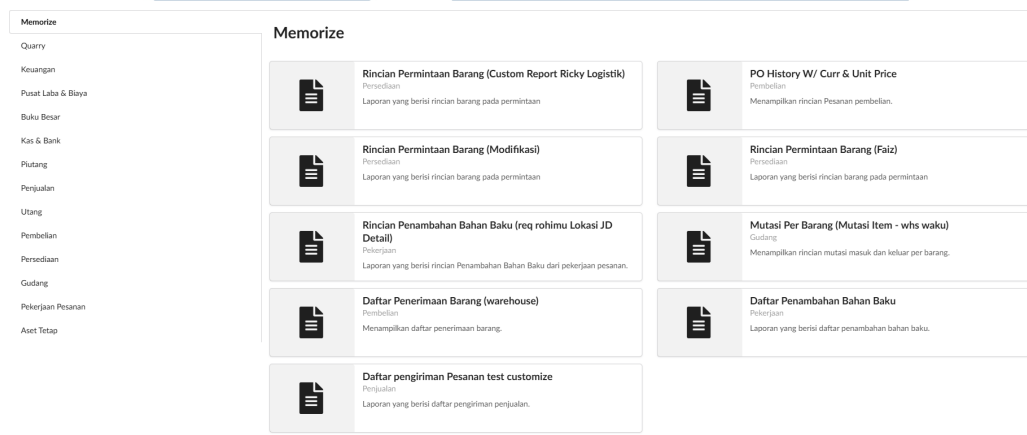 Memorize
Quarry
Keuangan
Pusat Laba & Biaya
Buku Besar
Kas & Bank
Piutang
Penjualan
Utang
Pembelian
Persediaan
Gudang
Pekerjaan Pesanan
Aset Tetap
Memorize
Rincian Permintaan Barang (Custom Report Ricky Logistik)
Persediaan
Laporan yang berisi rincian barang pada permintaan
PO History W/ Curr & Unit Price
Pembelian
Menampilkan rincian Pesanan pembelian.
Rincian Permintaan Barang (Modifikasi)
Persediaan
Laporan yang berisi rincian barang pada permintaan
Rincian Permintaan Barang (Faiz)
Persediaan
Laporan yang berisi rincian barang pada permintaan
Rincian Penambahan Bahan Baku (req rohimu Lokasi JD
Detail)
Pekerjaan
Laporan yang berisi rincian Penambahan Bahan Baku dari pekerjaan pesanan.
Mutasi Per Barang (Mutasi Item - whs waku)
Gudang
Menampilkan rincian mutasi masuk dan keluar per barang.
Daftar Penerimaan Barang (warehouse)
Pembelian
Menampilkan daftar penerimaan barang.
Daftar Penambahan Bahan Baku
Pekerjaan
Laporan yang berisi daftar penambahan bahan baku.
Daftar pengiriman Pesanan test customize
Penjualan
Laporan yang berisi daftar pengiriman penjualan.